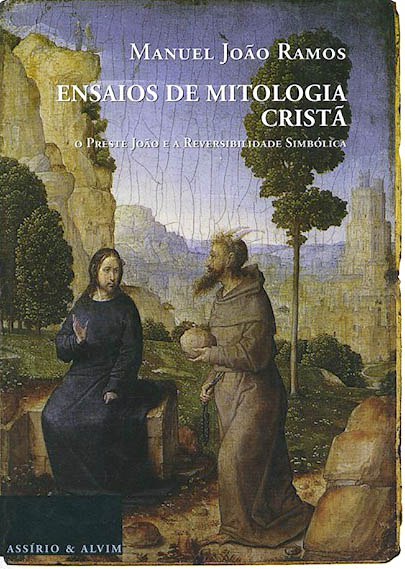 MANUEL JOÃO RAMOS
ENSAIOS DE MITOLOGIA
CRISTÃ
O PRESTE JOÃO E A REVERSIBILIDADE SIMBÓLICA
ASSÍRIO & ALVIM